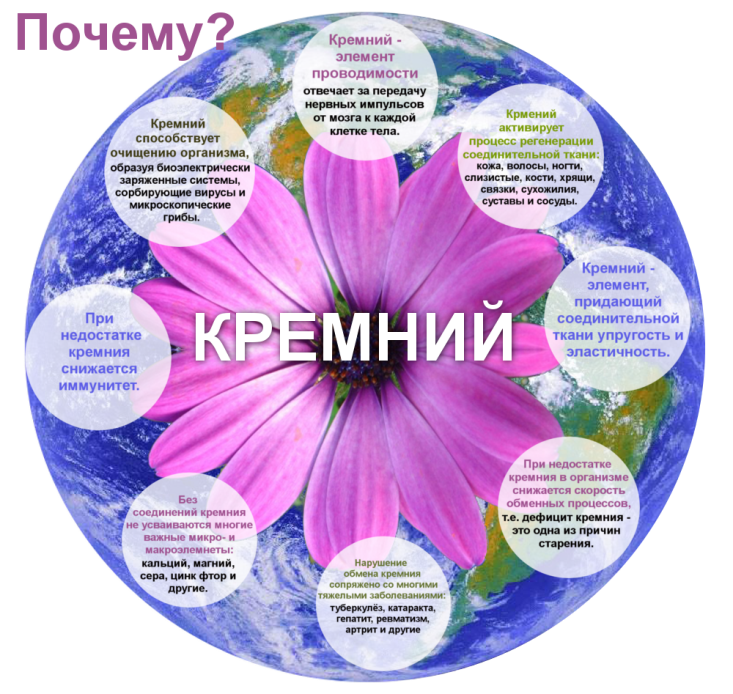 Почему?
Кремний -
элемент
проводимости
отвечает за передачу
нервных импульсов
от мозга к каждой
клетке тела.
Крмений
активирует
процесс регенерации
соединительной ткани:
кожа, волосы, ногти,
слизистые, кости, хрящи,
связки, сухожилия,
суставы и сосуды.
Кремний -
элемент,
придающий
соединительной
ткани упругость и
эластичность.
При недостатке
кремния в организме
снижается скорость
обменных процессов,
т.е. дефицит кремния -
это одна из причин
старения.
Нарушение
обмена кремния
сопряжено со многими
тяжелыми заболеваниями:
туберкулёз, катаракта,
гепатит, ревматизм,
артрит и другие
Без
соединений кремния
не усваиваются многие
важные микро- и
макроэлемнеты:
кальций, магний,
сера, цинк фтор и
другие.
При
недостатке
кремния
снижается
иммунитет.
Кремний
способствует
очищению организма,
образуя биоэлектрически
заряженные системы,
сорбирующие вирусы и
микроскопические
грибы.
КРЕМНИЙ